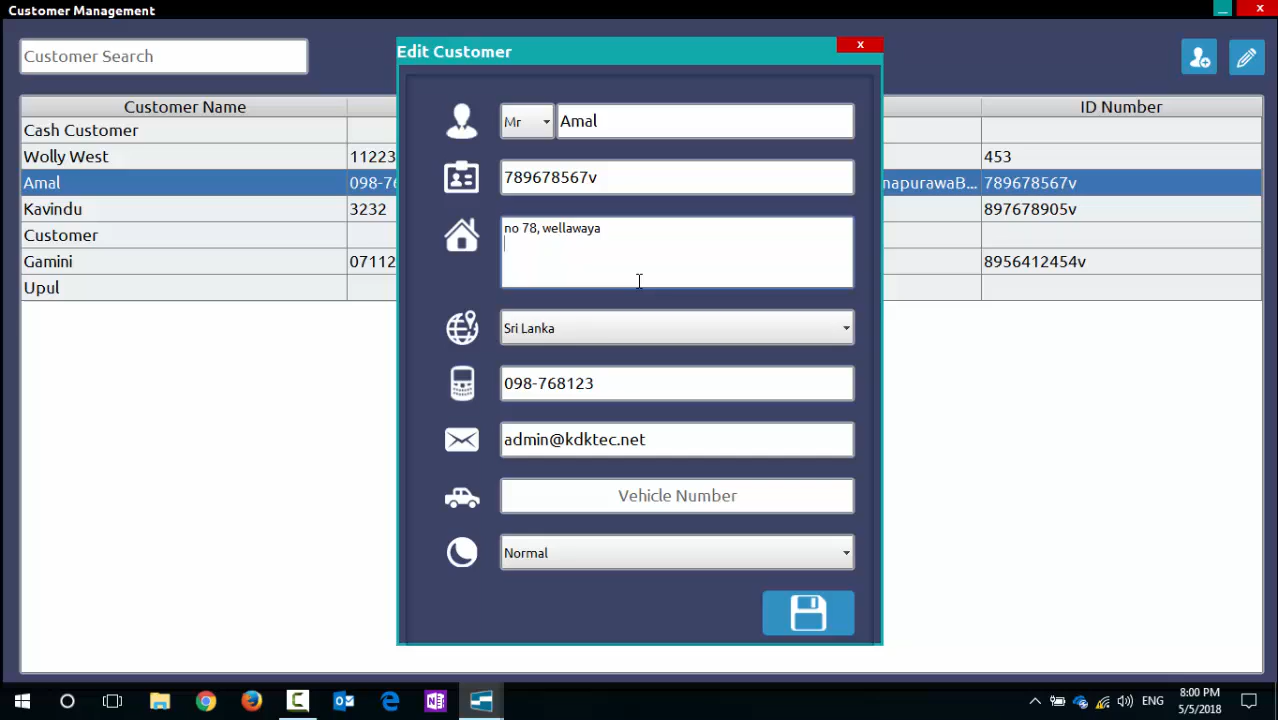 Customer Management
_ x
Customer Search
Edit Customer
x
Customer Name
ID Number
Cash Customer
Wolly West 11223 453
Amal 098-76 napurawaB... 789678567v
Kavindu 3232 897678905v
Customer
Gamini 07112 8956412454v
Upul
Mr Amal
789678567v
no 78, wellawaya
Sri Lanka
098-768123
admin@kdktec.net
Vehicle Number
Normal
ENG
8:00 PM
5/5/2018